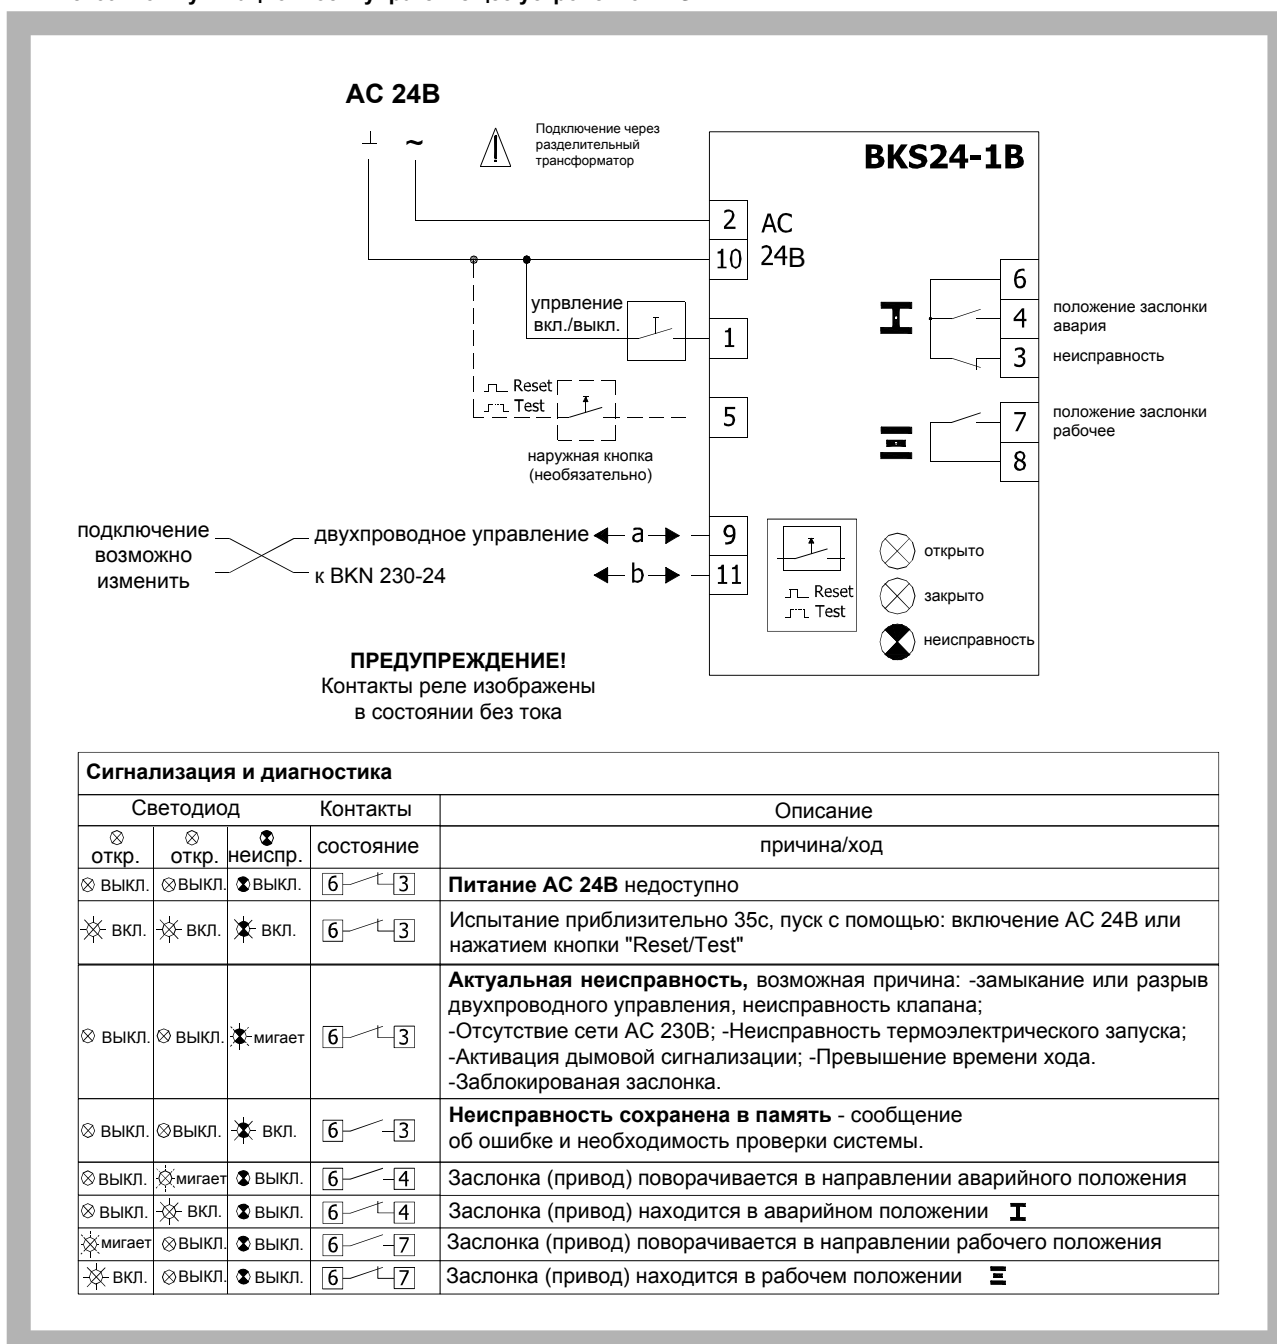 AC 24В
Подключение через
разделительный
трансформатор
BKS24-1B
~
2
AC
10
24В
6
упрвление
вкл./выкл.
1
4
положение заслонки
авария
3
неисправность
Reset
Test
5
7
положение заслонки
рабочее
8
наружная кнопка
(необязательно)
подключение
возможно
изменить
двухпроводное управление
a
9
к BKN 230-24
b
11
Reset
Test
открыто
закрыто
неисправность
ПРЕДУПРЕЖДЕНИЕ!
Контакты реле изображены
в состоянии без тока
Сигнализация и диагностика
Светодиод Контакты Описание
откр. откр. неиспр. состояние причина/ход
ВЫКЛ. ВЫКЛ. ВЫКЛ. 6 3 Питание AC 24В недоступно
ВКЛ. ВКЛ. ВКЛ. 6 3 Испытание приблизительно 35с, пуск с помощью: включение AC 24В или
нажатием кнопки "Reset/Test"
ВЫКЛ. ВЫКЛ. мигает 6 3 Актуальная неисправность, возможная причина: -замыкание или разрыв
двухпроводного управления, неисправность клапана;
-Отсутствие сети AC 230В; -Неисправность термоэлектрического запуска;
-Активация дымовой сигнализации; -Превышение времени хода.
-Заблокированая заслонка.
ВЫКЛ. ВЫКЛ. ВКЛ. 6 3 Неисправность сохранена в память - сообщение
об ошибке и необходимость проверки системы.
ВЫКЛ. мигает ВЫКЛ. 6 4 Заслонка (привод) поворачивается в направлении аварийного положения
ВЫКЛ. ВКЛ. ВЫКЛ. 6 4 Заслонка (привод) находится в аварийном положении
мигает ВЫКЛ. ВЫКЛ. 6 7 Заслонка (привод) поворачивается в направлении рабочего положения
ВКЛ. ВЫКЛ. ВЫКЛ. 6 7 Заслонка (привод) находится в рабочем положении